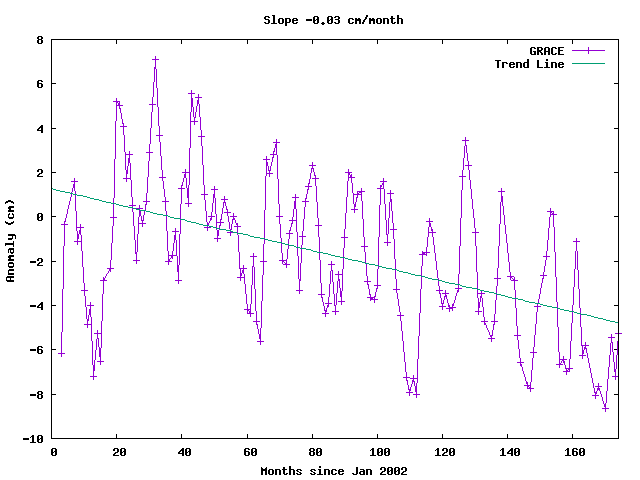 Slope -0.03 cm/month
8
6
4
2
0
-2
-4
-6
-8
-10
Anomaly (cm)
GRACE
Trend Line
0 20 40 60 80 100 120 140 160
Months since Jan 2002